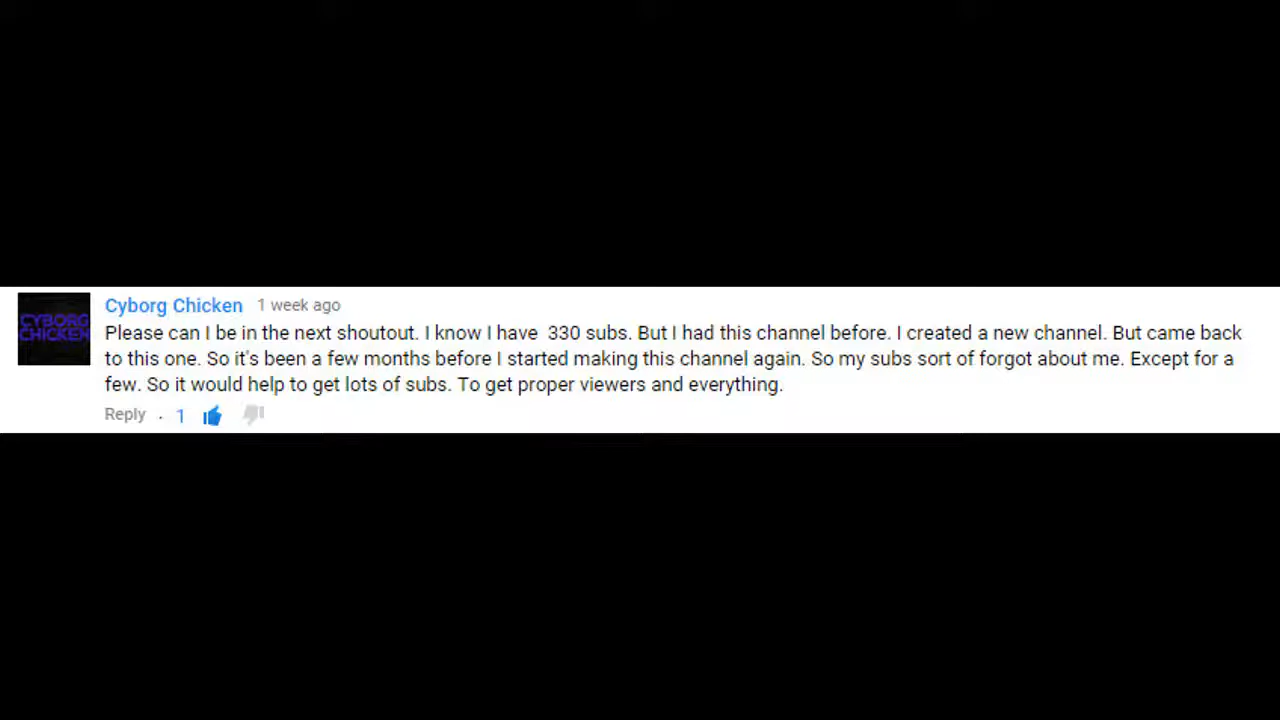 CYBORG
CHICKEN
Cyborg Chicken 1 week ago
Please can I be in the next shoutout. I know I have  330 subs. But I had this channel before. I created a new channel. But came back
to this one. So it's been a few months before I started making this channel again. So my subs sort of forgot about me. Except for a
few. So it would help to get lots of subs. To get proper viewers and everything.
Reply . 1